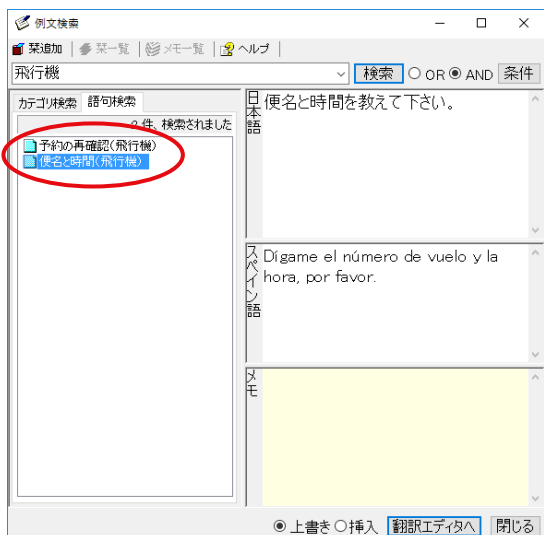 例文検索
栞追加 栞一覧 メモ一覧 ヘルプ
飛行機 検索 OR AND 条件
カテゴリ検索 語句検索
2 件、検索されました
予約の再確認(飛行機)
便名と時間(飛行機)
日本語
便名と時間を教えて下さい。
スペイン語
Dígame el número de vuelo y la
hora, por favor.
メモ
上書き 挿入 翻訳エディタへ 閉じる